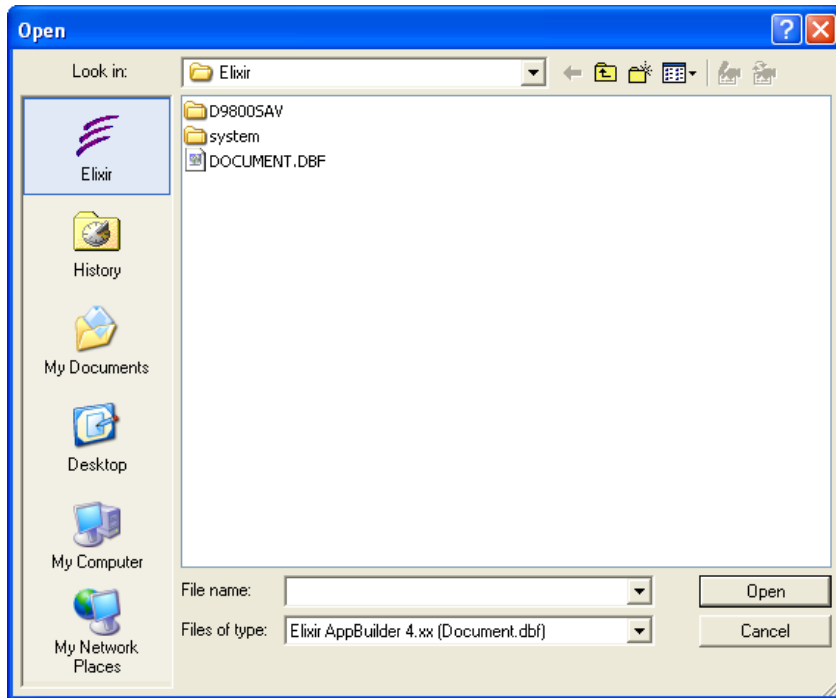 Open
Look in:
Elixir
D9800SAV
system
DOCUMENT.DBF
Elixir
History
My Documents
Desktop
My Computer
My Network
Places
File name:
Open
Files of type:
Elixir AppBuilder 4.xx (Document.dbf)
Cancel